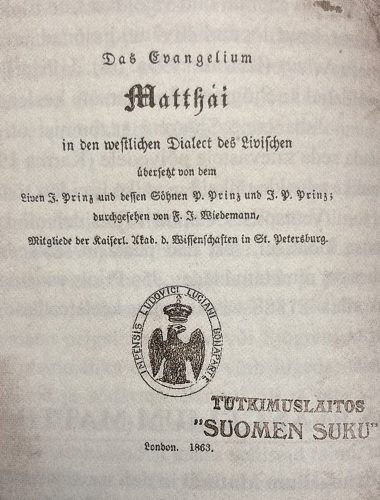 Das Evangelium
Matthäi
in den westlichen Dialect des Livischen
übersetzt von dem
Liven J. Prinz und dessen Söhnen P. Prinz und J. P. Prinz;
durchgesehen von F. J. Wiedemann,
Mitgliede der Kaiserl. Akad. d. Wissenschaften in St. Petersburg.
IMPENSIS LUDOVICI LUCIANI BONAPARTE
TUTKIMUSLAITOS
"SUOMEN SUKU"
London. 1863.